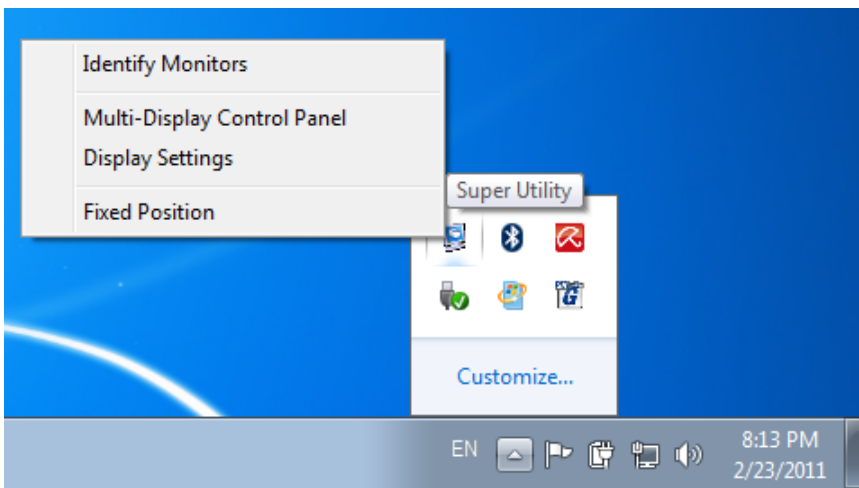 Identify Monitors
Multi-Display Control Panel
Display Settings
Fixed Position
Super Utility
Customize...
EN
8:13 PM
2/23/2011